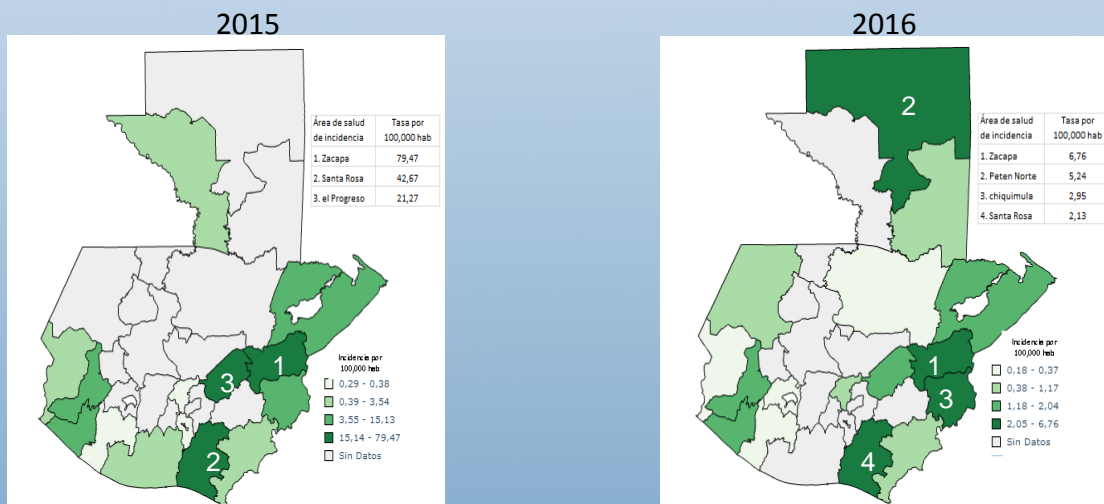 2015
Área de salud de incidencia Tasa por 100,000 hab
1. Zacapa 79,47
2. Santa Rosa 42,67
3. el Progreso 21,27
1
3
2
Incidencia por
100,000 hab
0,29 - 0,38
0,39 - 3,54
3,55 - 15,13
15,14 - 79,47
Sin Datos
2016
2
Área de salud de incidencia Tasa por 100,000 hab
1. Zacapa 6,76
2. Peten Norte 5,24
3. chiquimula 2,95
4. Santa Rosa 2,13
1
3
4
Incidencia por
100,000 hab
0,18 - 0,37
0,38 - 1,17
1,18 - 2,04
2,05 - 6,76
Sin Datos